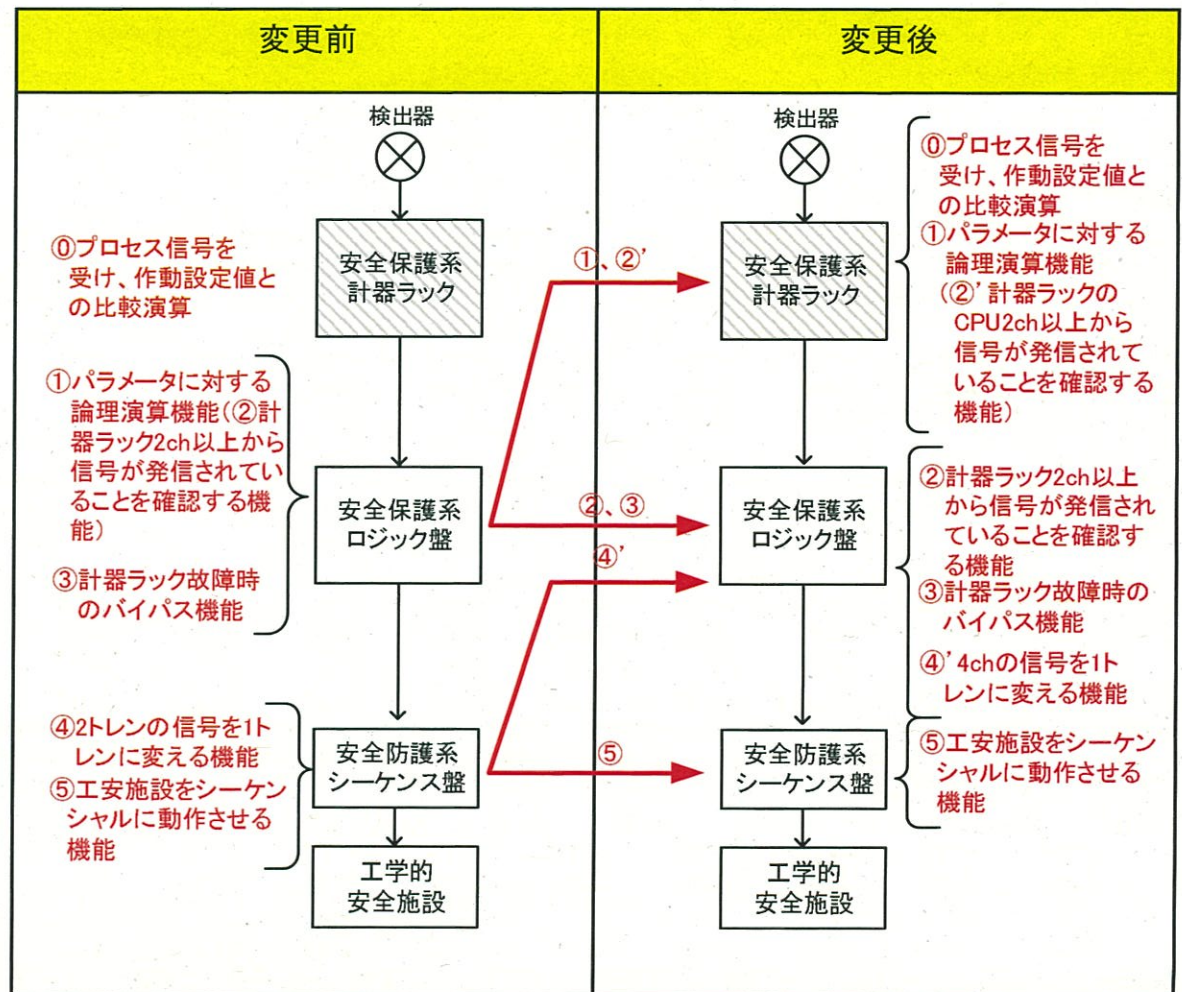 変更前
検出器
⓪プロセス信号を
受け、作動設定値と
の比較演算
安全保護系
計器ラック
①パラメータに対する
論理演算機能(②計
器ラック2ch以上から
信号が発信されてい
ることを確認する機
能)
③計器ラック故障時
のバイパス機能
安全保護系
ロジック盤
④2トレンの信号を1ト
レンに変える機能
⑤工安施設をシーケン
シャルに動作させる
機能
安全防護系
シーケンス盤
工学的
安全施設
①、②’
②、③
④’
⑤
変更後
検出器
安全保護系
計器ラック
⓪プロセス信号を
受け、作動設定値と
の比較演算
①パラメータに対する
論理演算機能
(②’計器ラックの
CPU2ch以上から
信号が発信されて
いることを確認する
機能)
安全保護系
ロジック盤
②計器ラック2ch以上
から信号が発信され
ていることを確認す
る機能
③計器ラック故障時の
バイパス機能
④’4chの信号を1ト
レンに変える機能
安全防護系
シーケンス盤
⑤工安施設をシーケン
シャルに動作させる
機能
工学的
安全施設